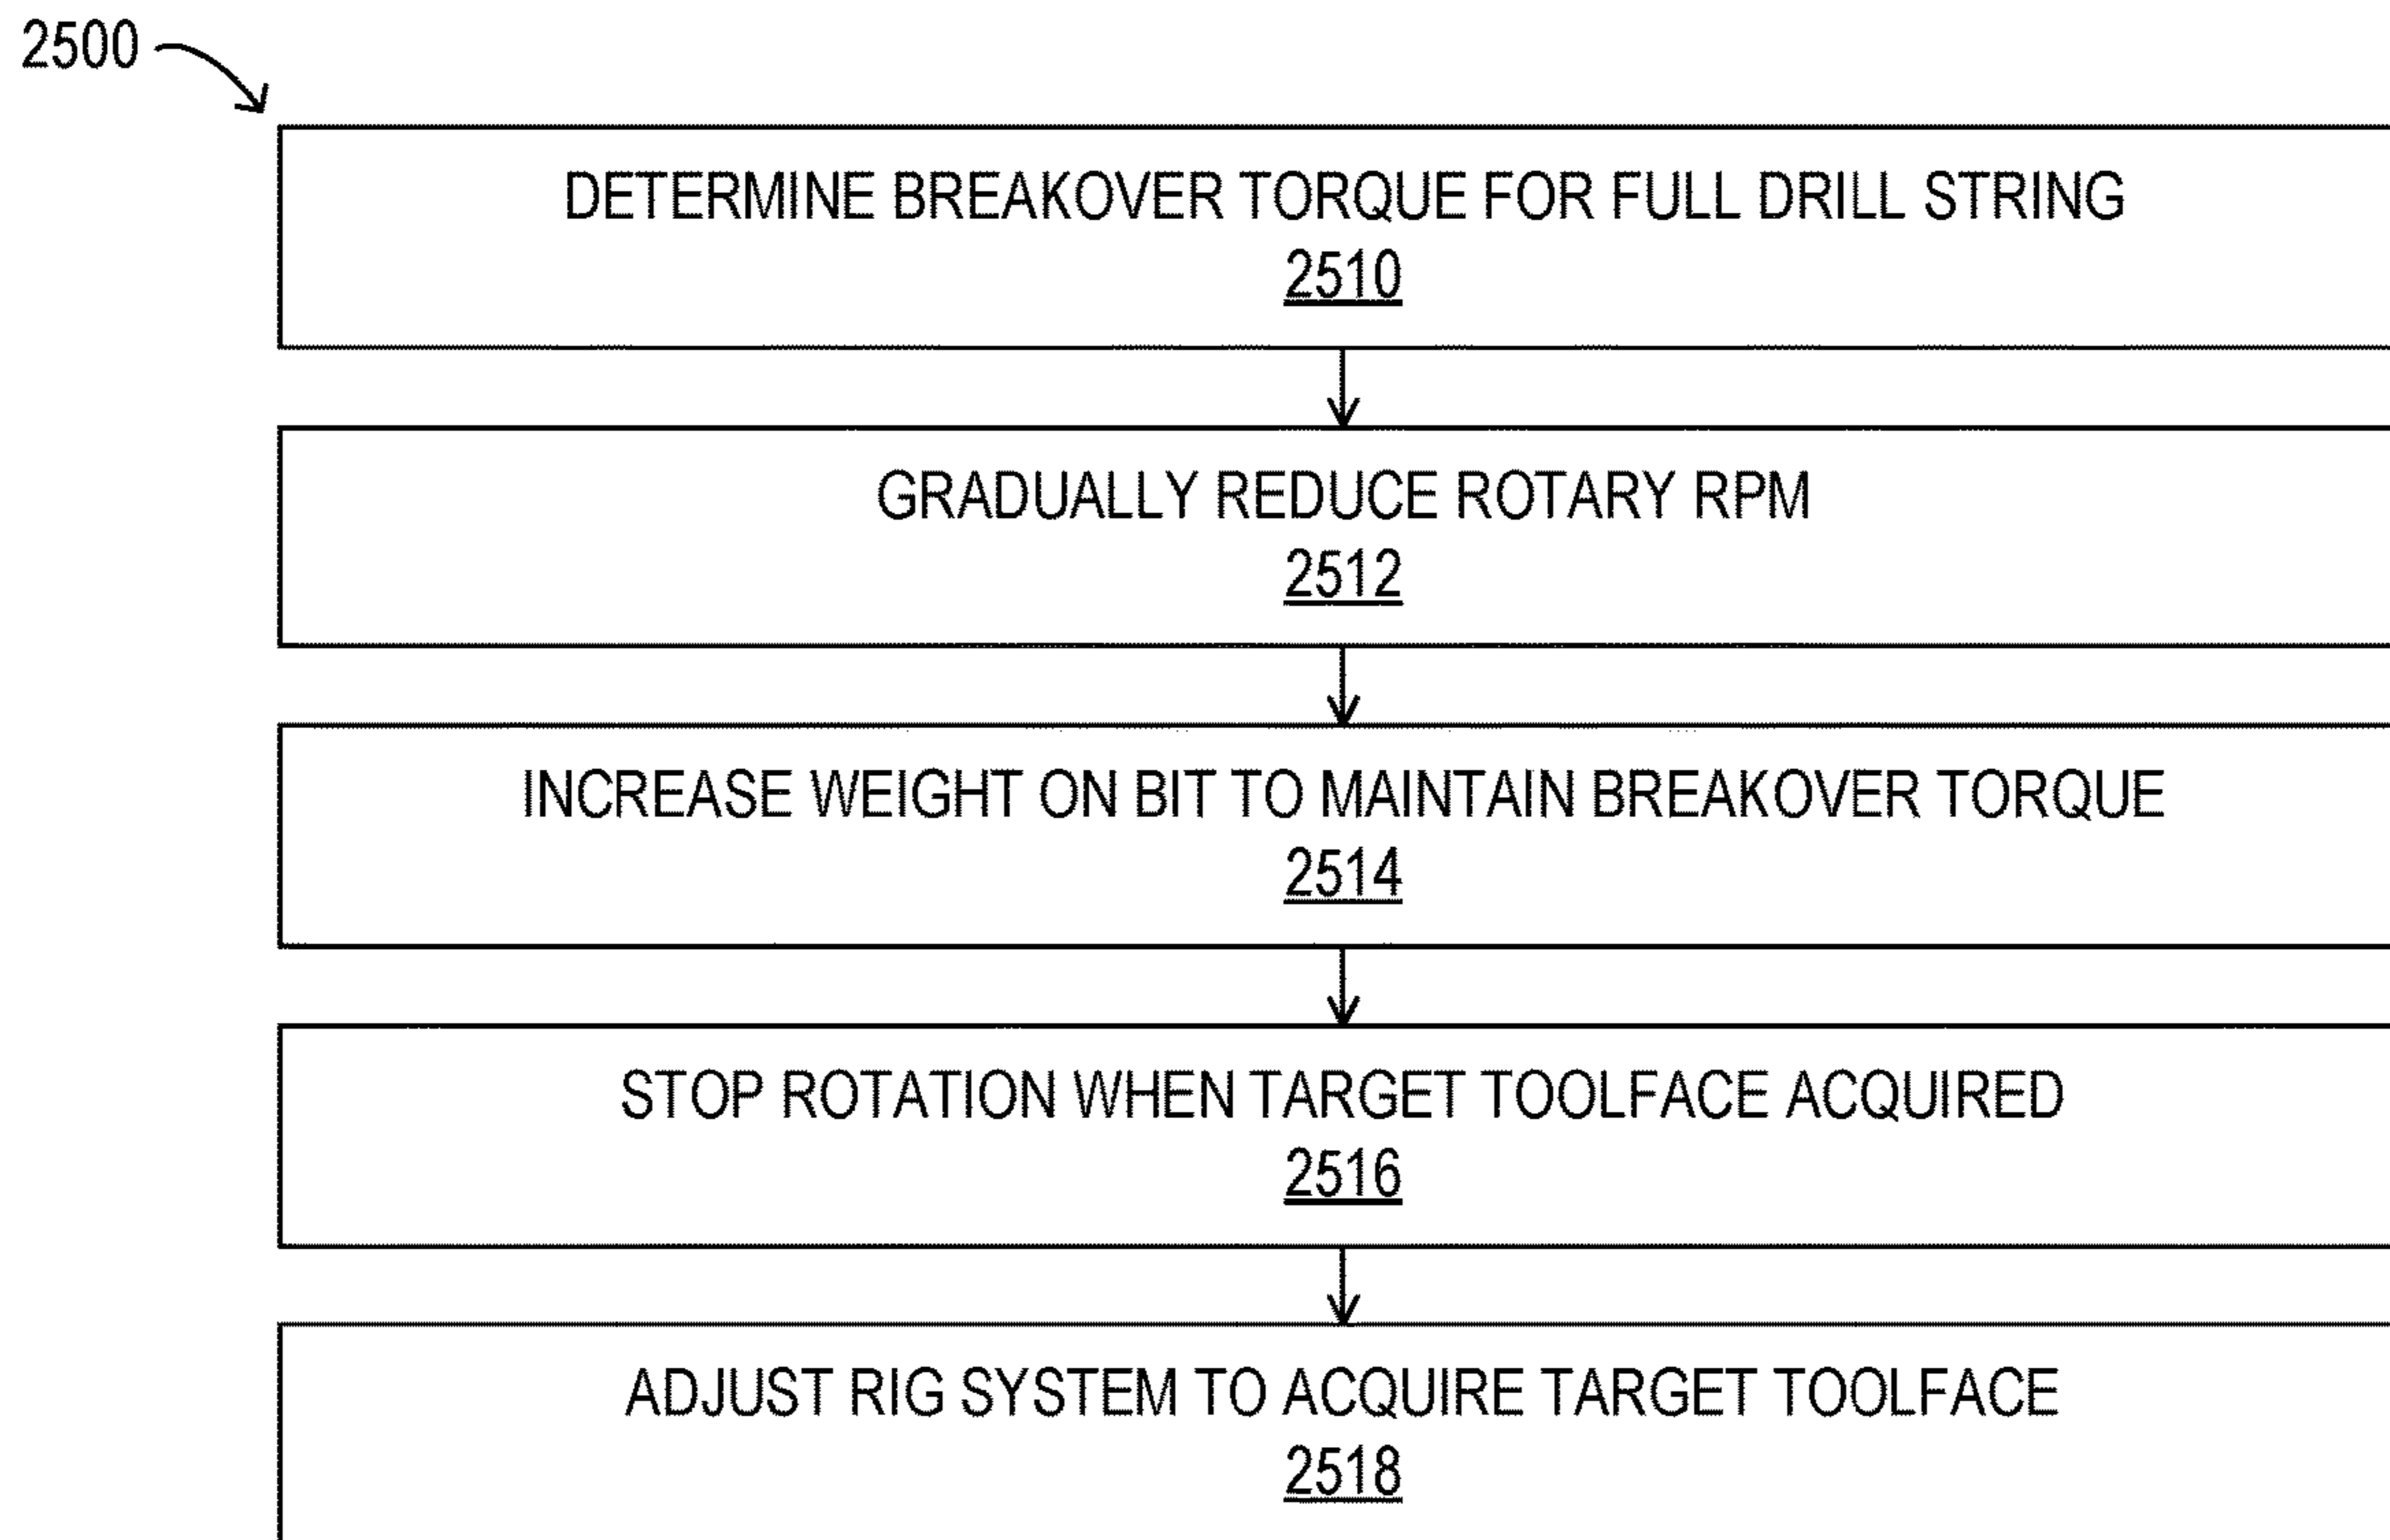 2500
DETERMINE BREAKOVER TORQUE FOR FULL DRILL STRING
2510
GRADUALLY REDUCE ROTARY RPM
2512
INCREASE WEIGHT ON BIT TO MAINTAIN BREAKOVER TORQUE
2514
STOP ROTATION WHEN TARGET TOOLFACE ACQUIRED
2516
ADJUST RIG SYSTEM TO ACQUIRE TARGET TOOLFACE
2518